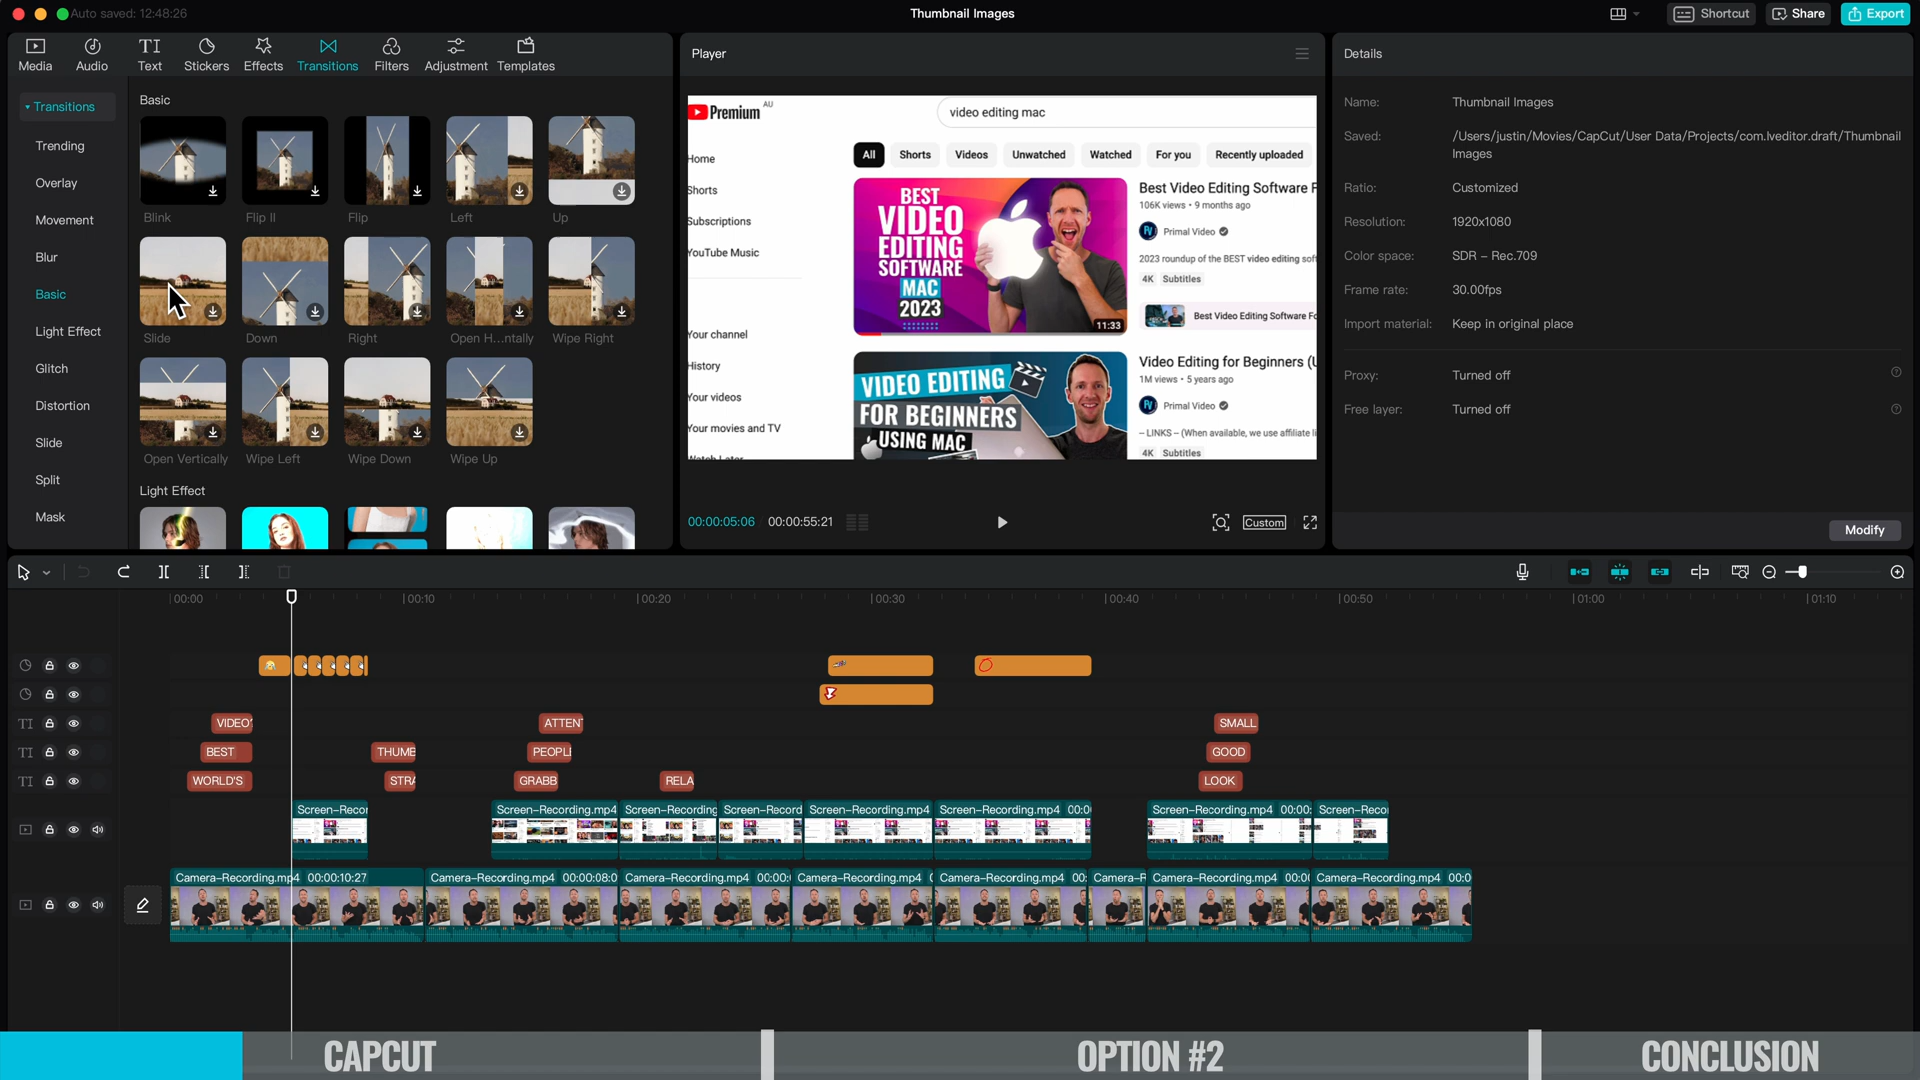 Auto saved: 12:48:26
Thumbnail Images
Shortcut
Share
Export
Media
Audio
Text
Stickers
Effects
Transitions
Filters
Adjustment
Templates
Player
Details
Transitions
Trending
Overlay
Movement
Blur
Basic
Light Effect
Glitch
Distortion
Slide
Split
Mask
Basic
Blink
Flip II
Flip
Left
Up
Slide
Down
Right
Open H...ntally
Wipe Right
Open Vertically
Wipe Left
Wipe Down
Wipe Up
Light Effect
Premium AU
video editing mac
Home
Shorts
Subscriptions
YouTube Music
Your channel
History
Your videos
Your movies and TV
Watch Later
All
Shorts
Videos
Unwatched
Watched
For you
Recently uploaded
BEST
VIDEO
EDITING
SOFTWARE
MAC
2023
11:33
Best Video Editing Software F
106K views • 9 months ago
Primal Video
2023 roundup of the BEST video editing soft
4K Subtitles
Best Video Editing Software Fo
VIDEO EDITING
FOR BEGINNERS
USING MAC
Video Editing for Beginners (U
1M views • 5 years ago
Primal Video
-- LINKS -- (When available, we use affiliate li
4K Subtitles
00:00:05:06
00:00:55:21
Custom
Name:
Thumbnail Images
Saved:
/Users/justin/Movies/CapCut/User Data/Projects/com.lveditor.draft/Thumbnail
Images
Ratio:
Customized
Resolution:
1920x1080
Color space:
SDR – Rec.709
Frame rate:
30.00fps
Import material:
Keep in original place
Proxy:
Turned off
Free layer:
Turned off
Modify
00:00
00:10
00:20
00:30
00:40
00:50
01:00
01:10
VIDEO
ATTEN
SMALL
BEST
THUME
PEOPLE
GOOD
WORLD'S
STRA
GRABB
RELA
LOOK
Screen-Recor
Screen-Recording.mp4
Screen-Recording
Screen-Record
Screen-Recording.mp4
Screen-Recording.mp4 00:0
Screen-Recording.mp4 00:00:
Screen-Reco
Camera-Recording.mp4 00:00:10:27
Camera-Recording.mp4 00:00:08:0
Camera-Recording.mp4 00:00:
Camera-Recording.mp4
Camera-Recording.mp4 00:
Camera-R
Camera-Recording.mp4 00:0
Camera-Recording.mp4 00:0
CAPCUT
OPTION #2
CONCLUSION